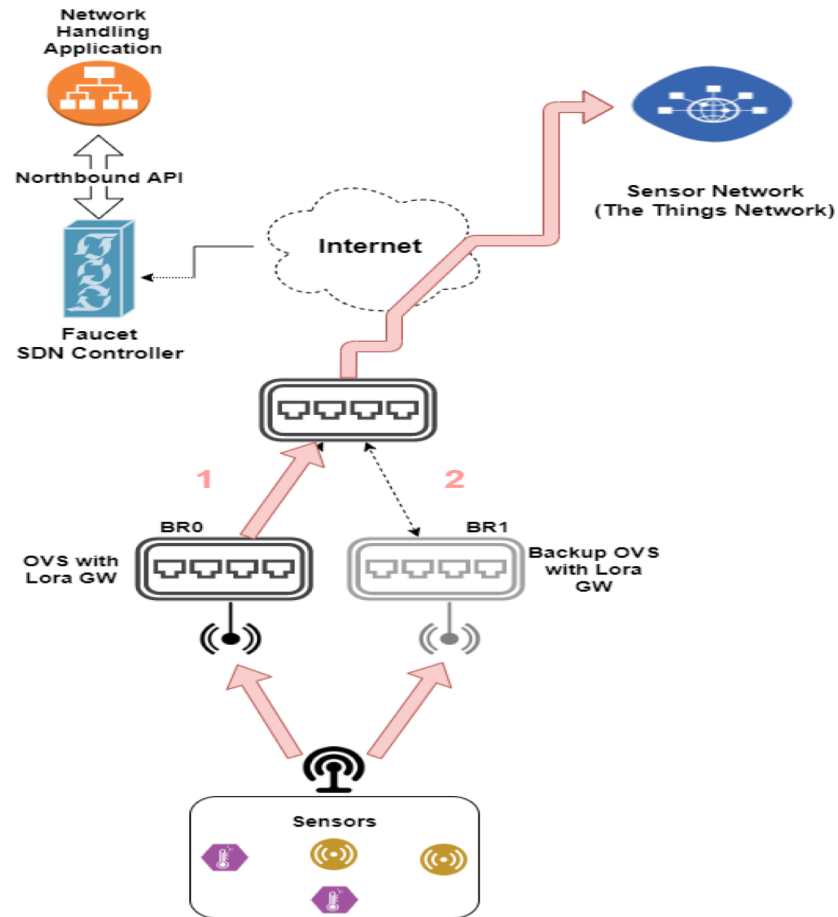 Network
Handling
Application
Northbound API
Faucet
SDN Controller
Internet
Sensor Network
(The Things Network)
1
2
BR0
BR1
OVS with
Lora GW
Backup OVS
with Lora
GW
Sensors